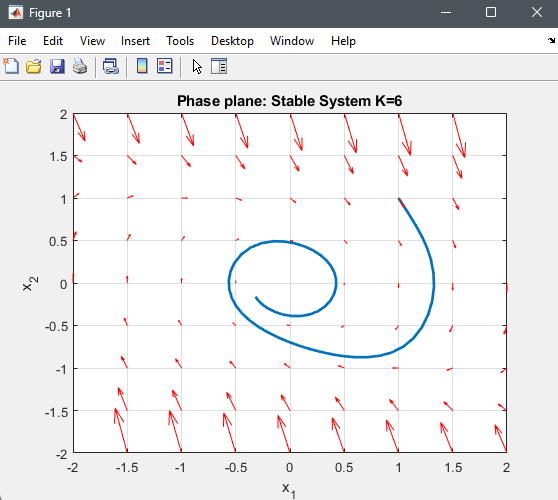 Figure 1
File Edit View Insert Tools Desktop Window Help
Phase plane: Stable System K=6
2
1.5
1
0.5
0
-0.5
-1
-1.5
-2
x2
-2 -1.5 -1 -0.5 0 0.5 1 1.5 2
x1